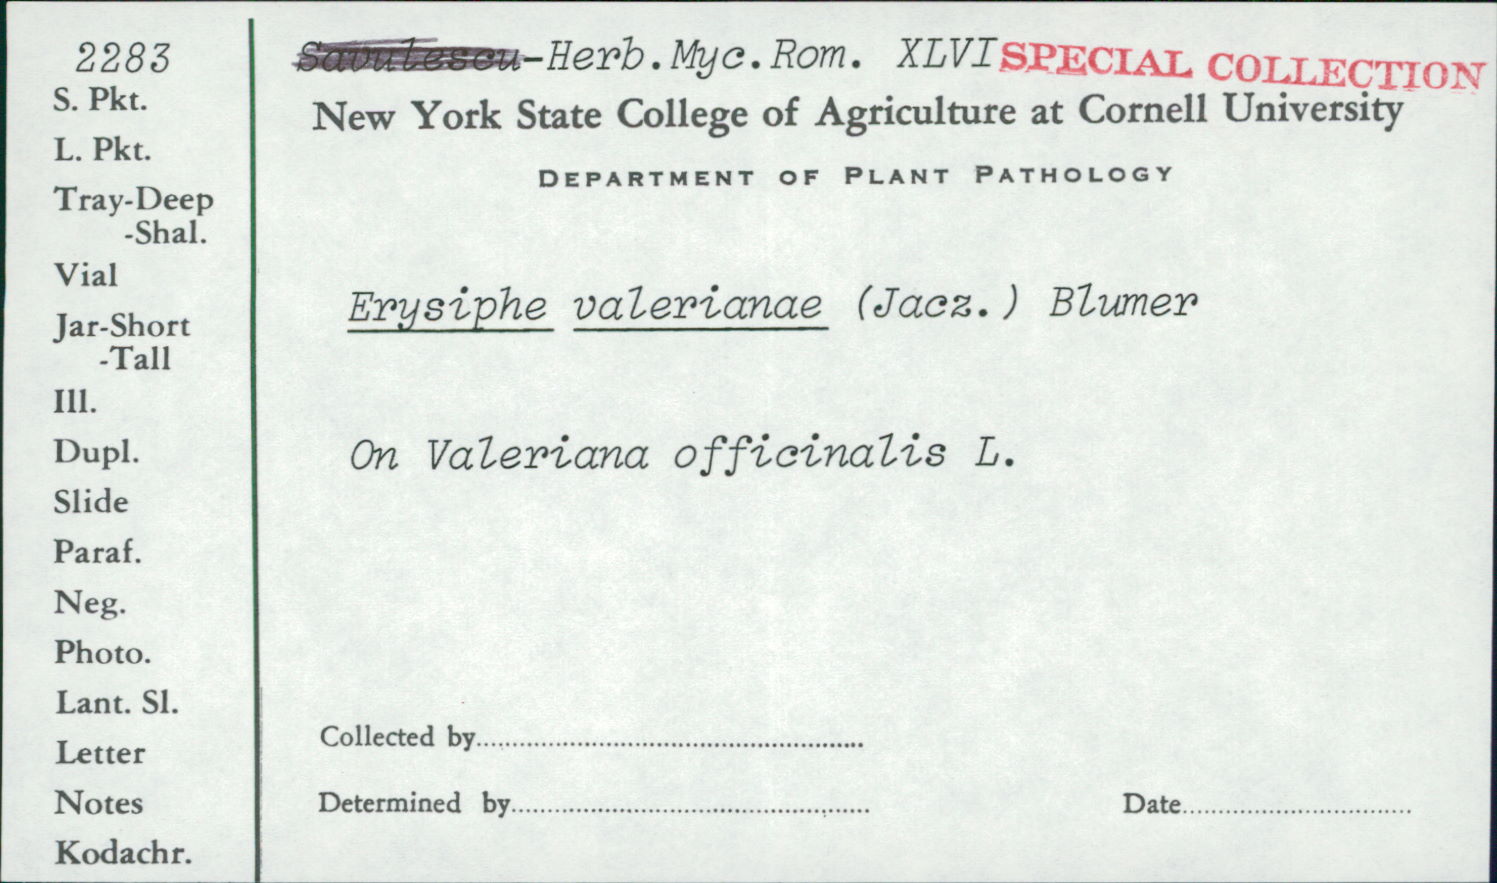 2283
S. Pkt.
L. Pkt.
Tray-Deep
-Shal.
Vial
Jar-Short
-Tall
Ill.
Dupl.
Slide
Paraf.
Neg.
Photo.
Lant. Sl.
Letter
Notes
Kodachr.
Savulescu-Herb.Myc.Rom. XLVI SPECIAL COLLECTION
New York State College of Agriculture at Cornell University
DEPARTMENT OF PLANT PATHOLOGY
Erysiphe valerianae (Jacz.) Blumer
On Valeriana officinalis L.
Collected by
Determined by
Date